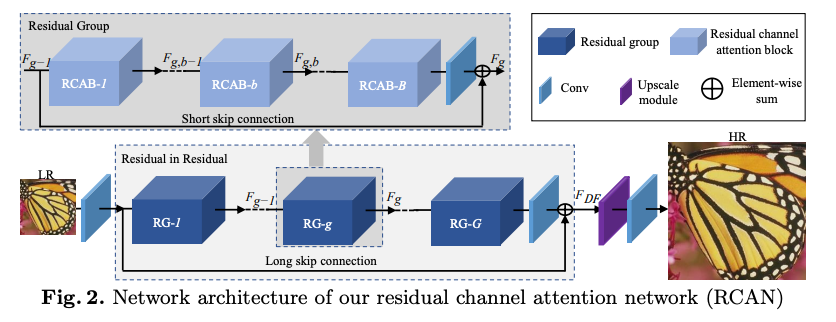 Residual Group
F_{g-1}
RCAB-1
F_{g,b-1}
RCAB-b
F_{g,b}
RCAB-B
F_g
Short skip connection
Residual group
Residual channel
attention block
Conv
Upscale
module
Element-wise
sum
Residual in Residual
LR
RG-1
F_{g-1}
RG-g
F_g
RG-G
F_{DF}
HR
Long skip connection
Fig. 2. Network architecture of our residual channel attention network (RCAN)